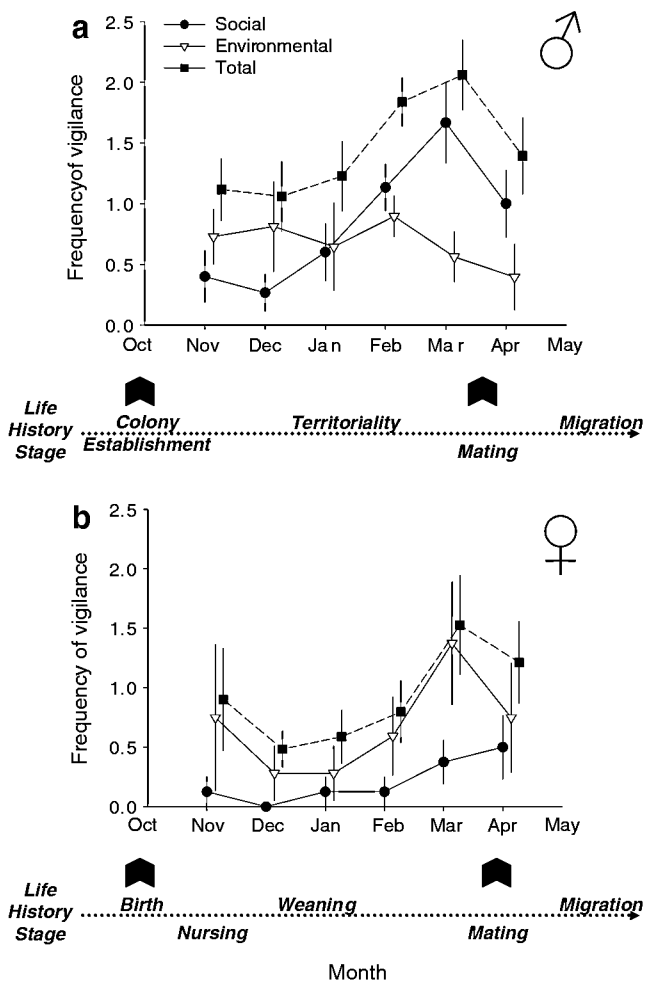 a
Social
Environmental
Total
Frequencyof vigilance
2.5
2.0
1.5
1.0
0.5
0.0
Oct Nov Dec Jan Feb Mar Apr May
Life
History
Stage
Colony
Establishment
Territoriality
Mating
Migration
b
Frequency of vigilance
2.5
2.0
1.5
1.0
0.5
0.0
Oct Nov Dec Jan Feb Mar Apr May
Life
History
Stage
Birth
Nursing
Weaning
Mating
Migration
Month